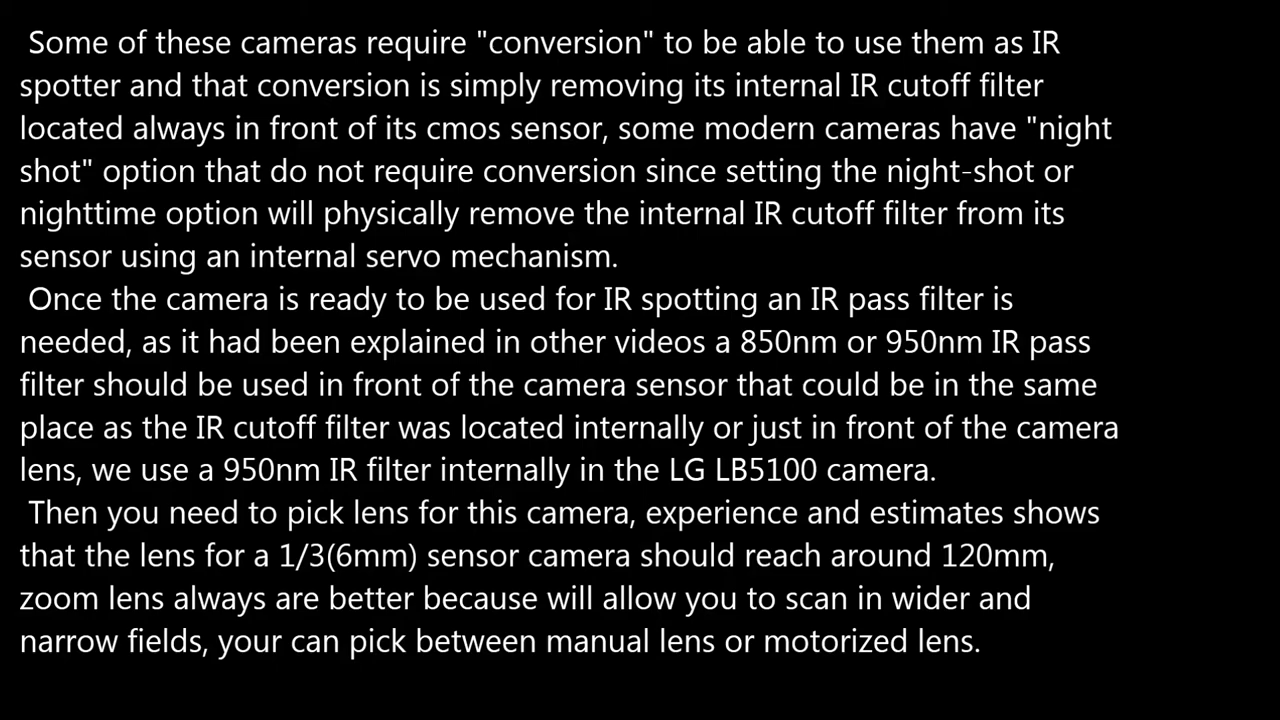 Some of these cameras require "conversion" to be able to use them as IR
spotter and that conversion is simply removing its internal IR cutoff filter
located always in front of its cmos sensor, some modern cameras have "night
shot" option that do not require conversion since setting the night-shot or
nighttime option will physically remove the internal IR cutoff filter from its
sensor using an internal servo mechanism.
Once the camera is ready to be used for IR spotting an IR pass filter is
needed, as it had been explained in other videos a 850nm or 950nm IR pass
filter should be used in front of the camera sensor that could be in the same
place as the IR cutoff filter was located internally or just in front of the camera
lens, we use a 950nm IR filter internally in the LG LB5100 camera.
Then you need to pick lens for this camera, experience and estimates shows
that the lens for a 1/3(6mm) sensor camera should reach around 120mm,
zoom lens always are better because will allow you to scan in wider and
narrow fields, your can pick between manual lens or motorized lens.